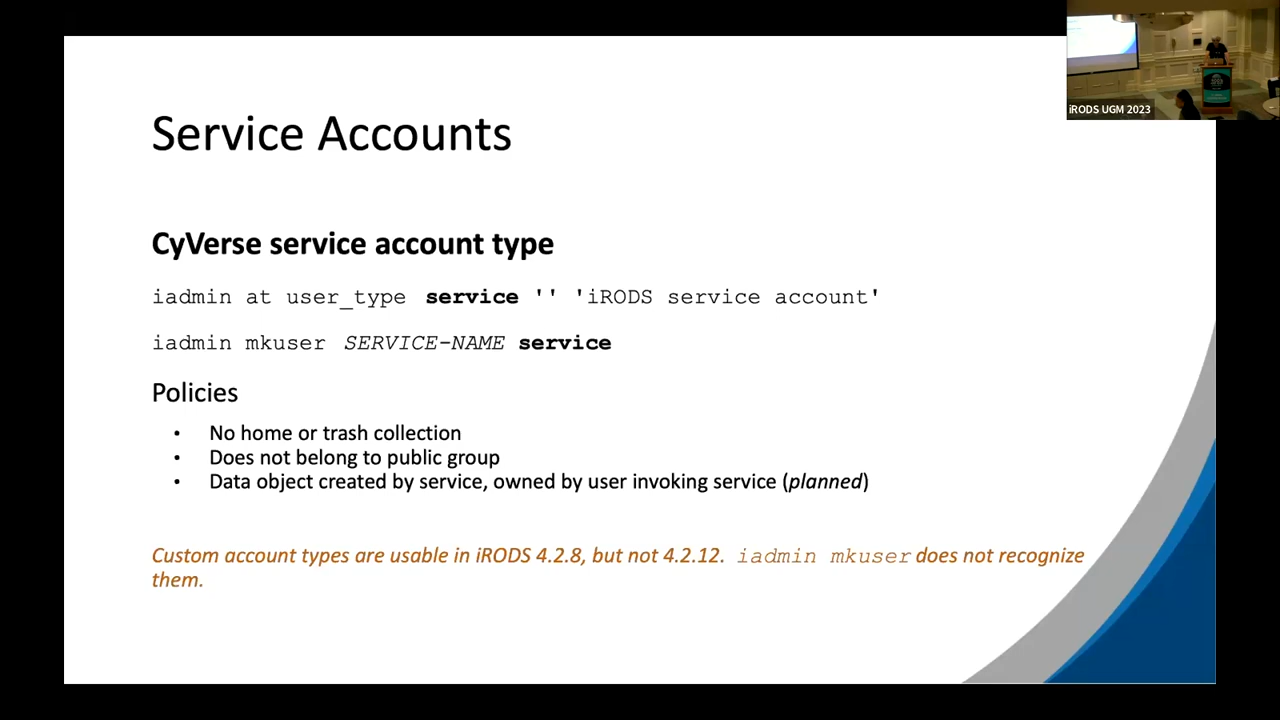 Service Accounts
iRODS UGM 2023
CyVerse service account type
iadmin at user_type service '' 'iRODS service account'
iadmin mkuser SERVICE-NAME service
Policies
• No home or trash collection
• Does not belong to public group
• Data object created by service, owned by user invoking service (planned)
Custom account types are usable in iRODS 4.2.8, but not 4.2.12. iadmin mkuser does not recognize
them.